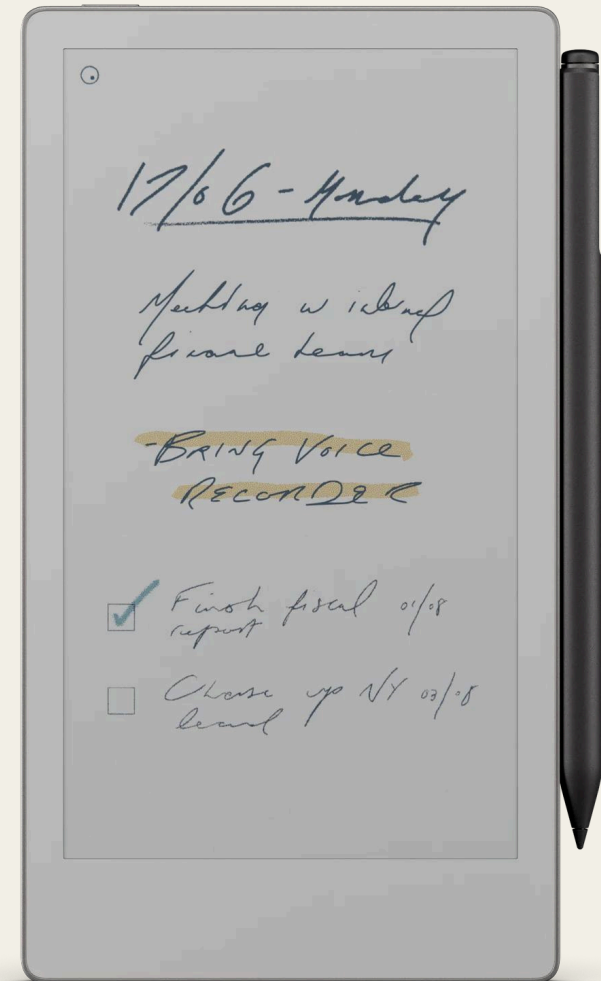 17/06 - Monday
Meeting w internal
finance team
- BRING VOICE
RECORDER
Finish fiscal 01/08
report
Chase up NY 03/08